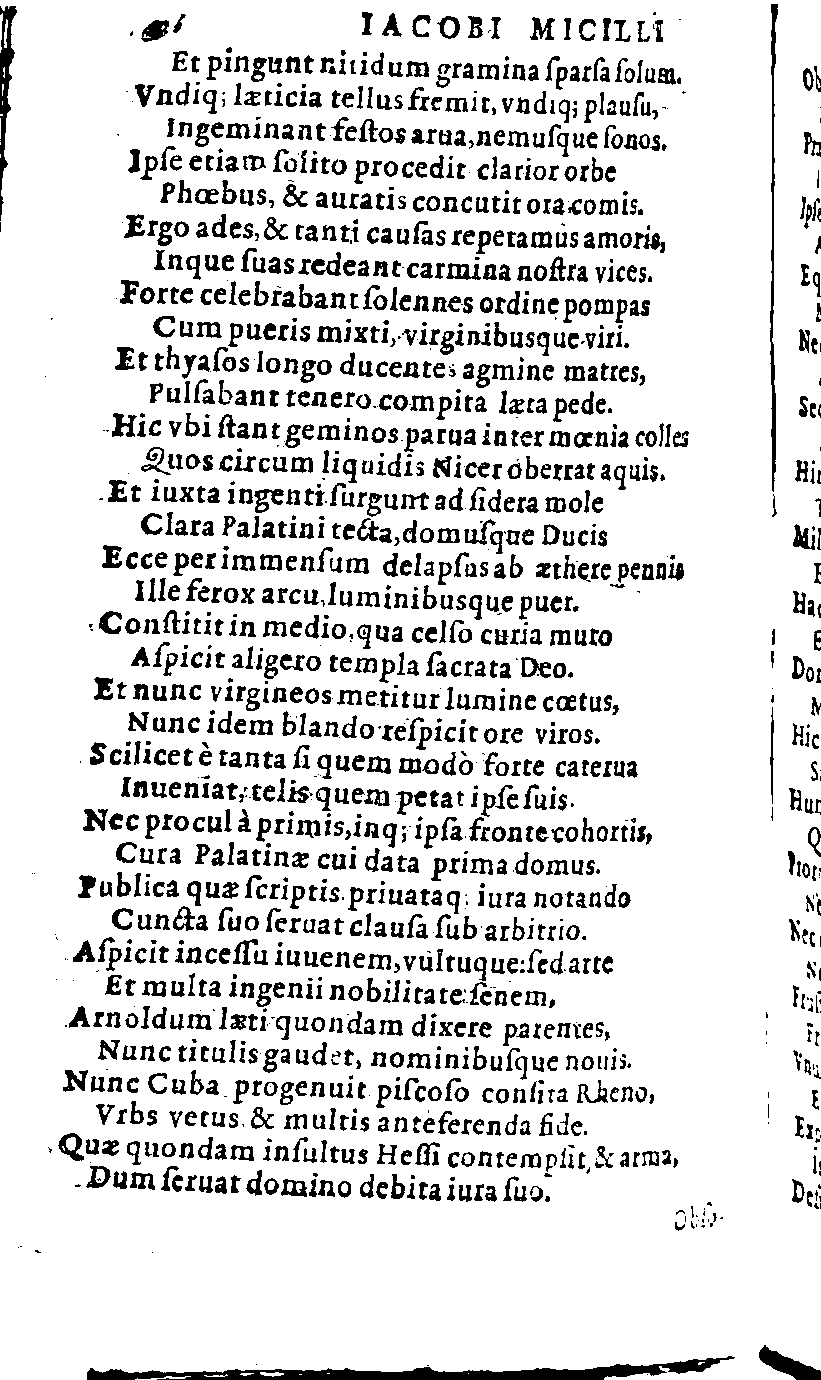 IACOBI MICILLI
Et pingunt nitidum gramina ſparſa ſolum.
Vndiq; læticia tellus fremit, vndiq; plauſu,
Ingeminant feſtos arua, nemuſque ſonos.
Ipſe etiam ſolito procedit clarior orbe
Phœbus, & auratis concutit ora comis.
Ergo ades, & tanti cauſas repetamus amoris,
Inque ſuas redeant carmina noſtra vices.
Forte celebrabant ſolennes ordine pompas
Cum pueris mixti, virginibusque viri.
Et thyaſos longo ducentes agmine matres,
Pulſabant tenero compita læta pede.
Hic vbi ſtant geminos parua inter mœnia colles
Quos circum liquidis Nicer oberrat aquis.
Et iuxta ingenti ſurgunt ad ſidera mole
Clara Palatini tecta, domuſque Ducis
Ecce per immenſum delapſus ab æthere pennis
Ille ferox arcu, luminibusque puer.
Conſtitit in medio, qua celſo curia muro
Aſpicit aligero templa ſacrata Deo.
Et nunc virgineos metitur lumine cœtus,
Nunc idem blando reſpicit ore viros.
Scilicet è tanta ſi quem modò forte caterua
Inueniat, telis quem petat ipſe ſuis.
Nec procul à primis, inq; ipſa fronte cohortis,
Cura Palatinæ cui data prima domus.
Publica quæ ſcriptis priuataq; iura notando
Cuncta ſuo ſeruat clauſa ſub arbitrio.
Aſpicit inceſſu iuuenem, vultuque: ſed arte
Et multa ingenii nobilitate ſenem,
Arnoldum læti quondam dixere parentes,
Nunc titulis gaudet, nominibuſque nouis.
Nunc Cuba progenuit piſcoſo conſita Rheno,
Vrbs vetus & multis anteferenda fide.
Quæ quondam inſultus Heſſi contempſit, & arma,
Dum ſeruat domino debita iura ſuo.
Ob
Pr
Ipſe
Eq
Ne
Sec
Hin
Mil
Hac
Dor
Hic
Hun
Nec
Vnu
Exp